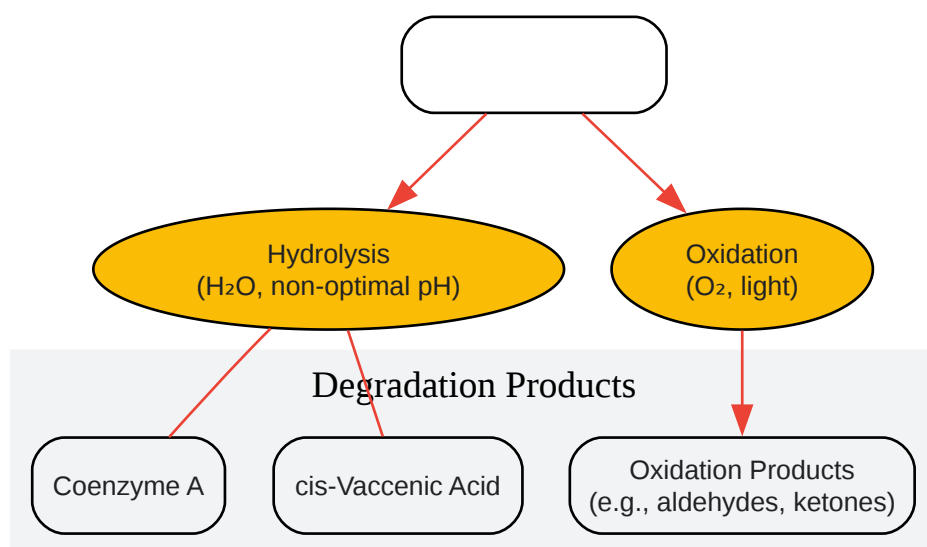 Hydrolysis
(H₂O, non-optimal pH)
Oxidation
(O₂, light)
Degradation Products
Coenzyme A
cis-Vaccenic Acid
Oxidation Products
(e.g., aldehydes, ketones)